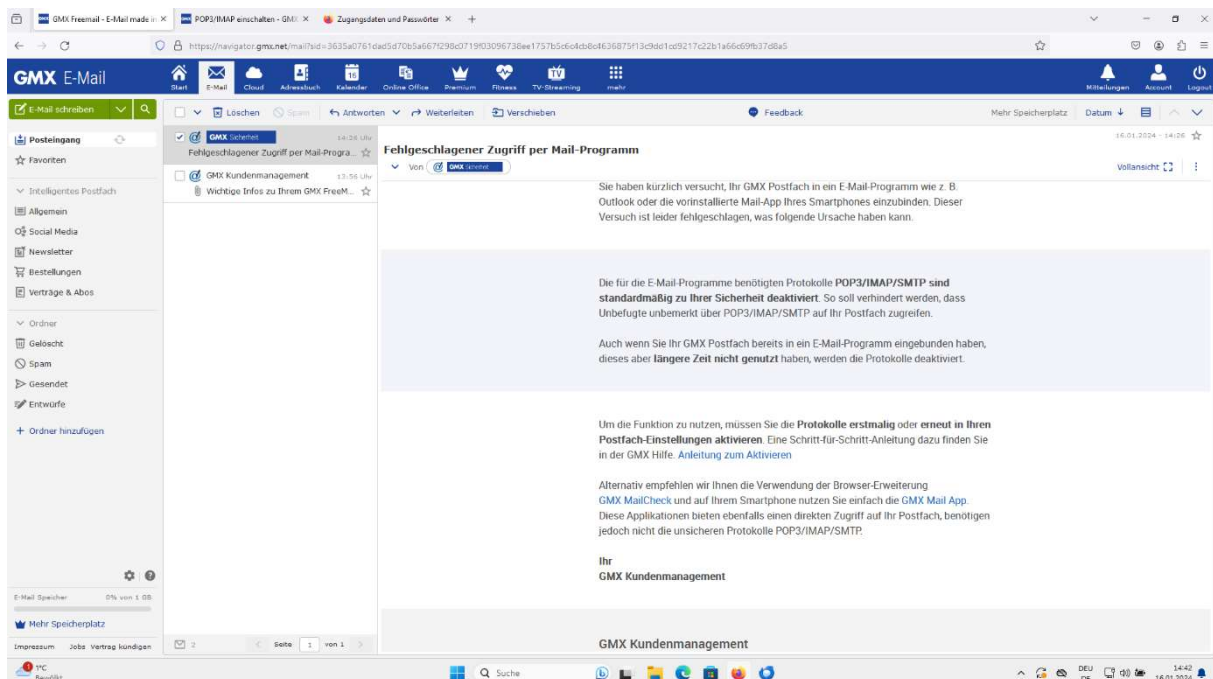 GMX Freemail - E-Mail made in
POP3/IMAP einschalten - GMX
Zugangsdaten und Passwörter
GMX E-Mail
Start
E-Mail
Cloud
Adressbuch
16
Kalender
Online Office
Premium
Fitness
TV
TV-Streaming
mehr
Mitteilungen
Account
Logout
E-Mail schreiben
Löschen
Spam
Antworten
Weiterleiten
Verschieben
Feedback
Mehr Speicherplatz
Datum
Posteingang
Favoriten
Intelligentes Postfach
Allgemein
Social Media
Newsletter
Bestellungen
Verträge & Abos
Ordner
Gelöscht
Spam
Gesendet
Entwürfe
Ordner hinzufügen
E-Mail Speicher 0% von 1 GB
Mehr Speicherplatz
Impressum Jobs Vertrag kündigen
GMX Sicherheit 14:26 Uhr
Fehlgeschlagener Zugriff per Mail-Progra...
GMX Kundenmanagement 13:56 Uhr
Wichtige Infos zu Ihrem GMX FreeM...
2
Seite 1 von 1
16.01.2024 - 14:26
Fehlgeschlagener Zugriff per Mail-Programm
Von GMX Sicherheit
Vollansicht
Sie haben kürzlich versucht, Ihr GMX Postfach in ein E-Mail-Programm wie z. B.
Outlook oder die vorinstallierte Mail-App Ihres Smartphones einzubinden. Dieser
Versuch ist leider fehlgeschlagen, was folgende Ursache haben kann.
Die für die E-Mail-Programme benötigten Protokolle POP3/IMAP/SMTP sind
standardmäßig zu Ihrer Sicherheit deaktiviert. So soll verhindert werden, dass
Unbefugte unbemerkt über POP3/IMAP/SMTP auf Ihr Postfach zugreifen.
Auch wenn Sie Ihr GMX Postfach bereits in ein E-Mail-Programm eingebunden haben,
dieses aber längere Zeit nicht genutzt haben, werden die Protokolle deaktiviert.
Um die Funktion zu nutzen, müssen Sie die Protokolle erstmalig oder erneut in Ihren
Postfach-Einstellungen aktivieren. Eine Schritt-für-Schritt-Anleitung dazu finden Sie
in der GMX Hilfe. Anleitung zum Aktivieren
Alternativ empfehlen wir Ihnen die Verwendung der Browser-Erweiterung
GMX MailCheck und auf Ihrem Smartphone nutzen Sie einfach die GMX Mail App.
Diese Applikationen bieten ebenfalls einen direkten Zugriff auf Ihr Postfach, benötigen
jedoch nicht die unsicheren Protokolle POP3/IMAP/SMTP.
Ihr
GMX Kundenmanagement
GMX Kundenmanagement
1°C
Bewölkt
Suche
DEU
DE
14:42
16.01.2024